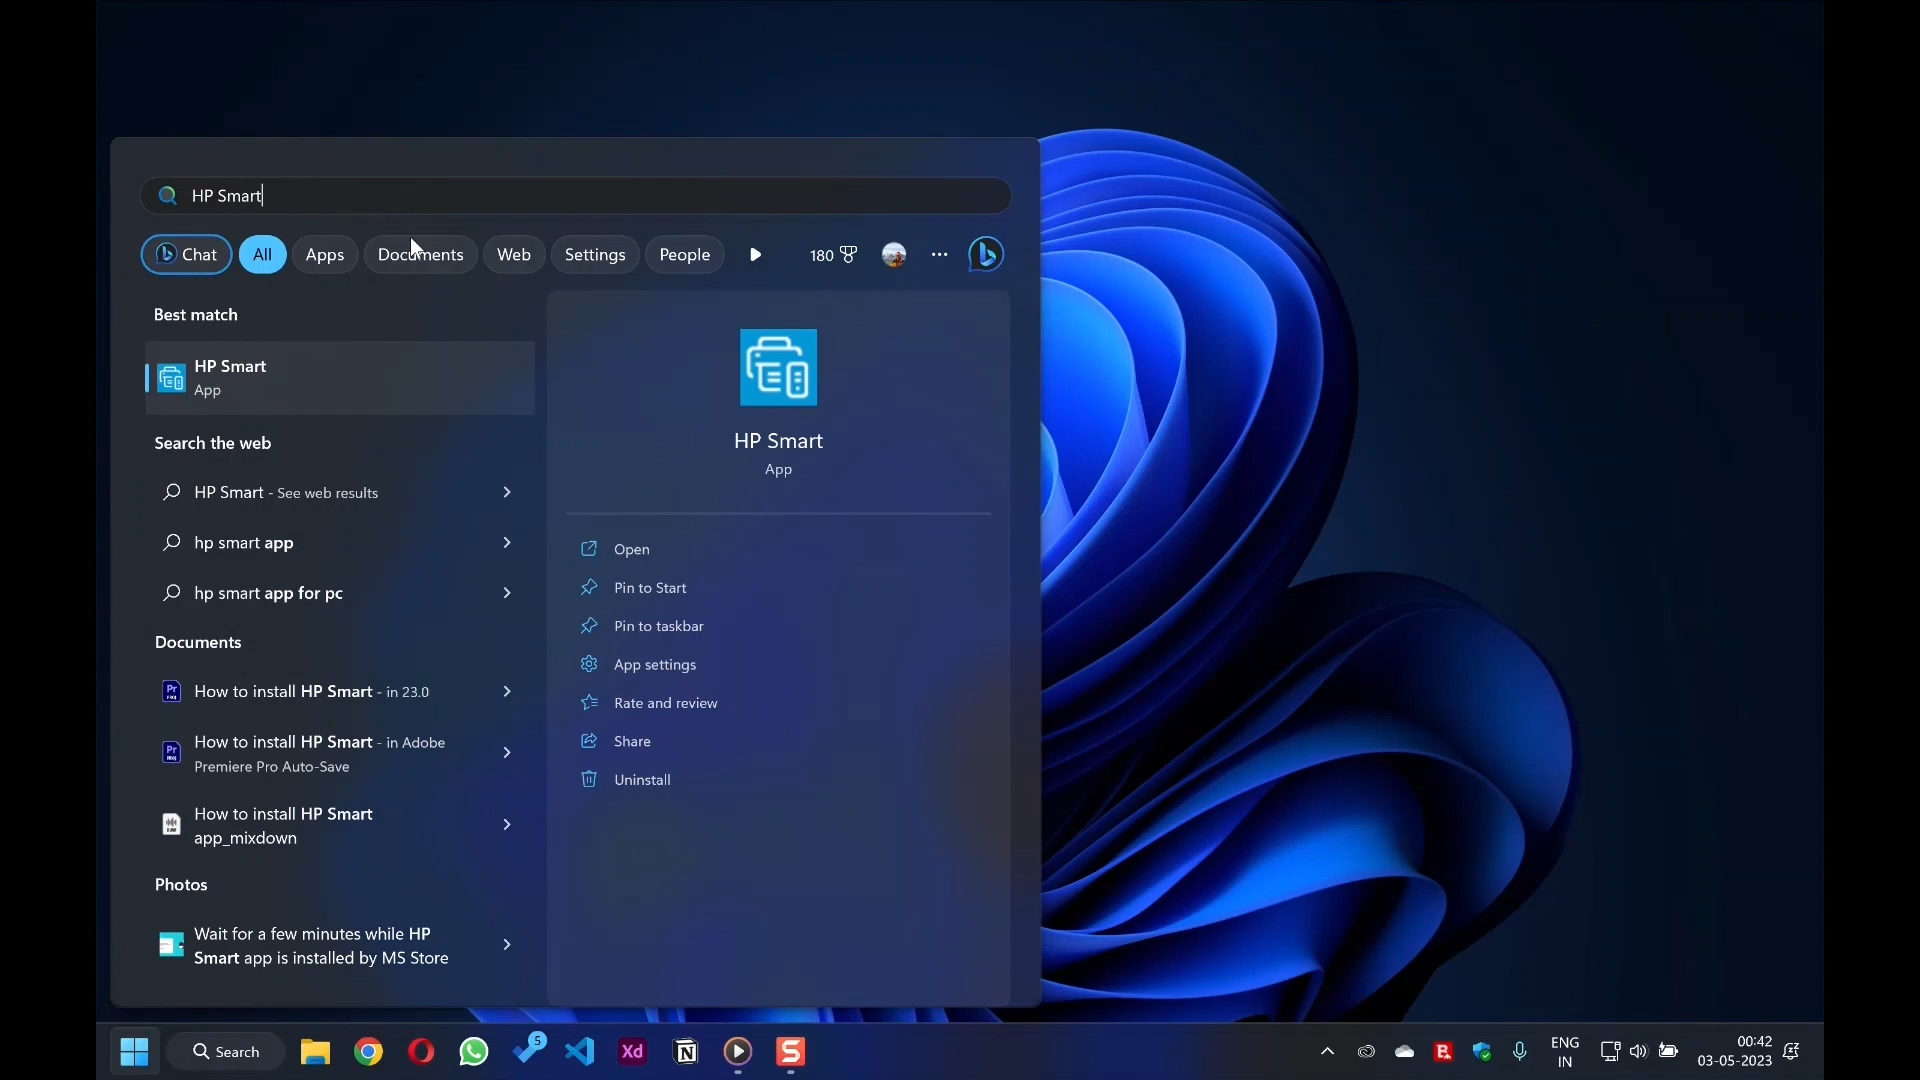 HP Smart
Chat All Apps Documents Web Settings People 180
Best match
HP Smart
App
Search the web
HP Smart - See web results
hp smart app
hp smart app for pc
Documents
How to install HP Smart - in 23.0
How to install HP Smart - in Adobe
Premiere Pro Auto-Save
How to install HP Smart
app_mixdown
Photos
Wait for a few minutes while HP
Smart app is installed by MS Store
HP Smart
App
Open
Pin to Start
Pin to taskbar
App settings
Rate and review
Share
Uninstall
Search
5
Xd
ENG
IN
00:42
03-05-2023